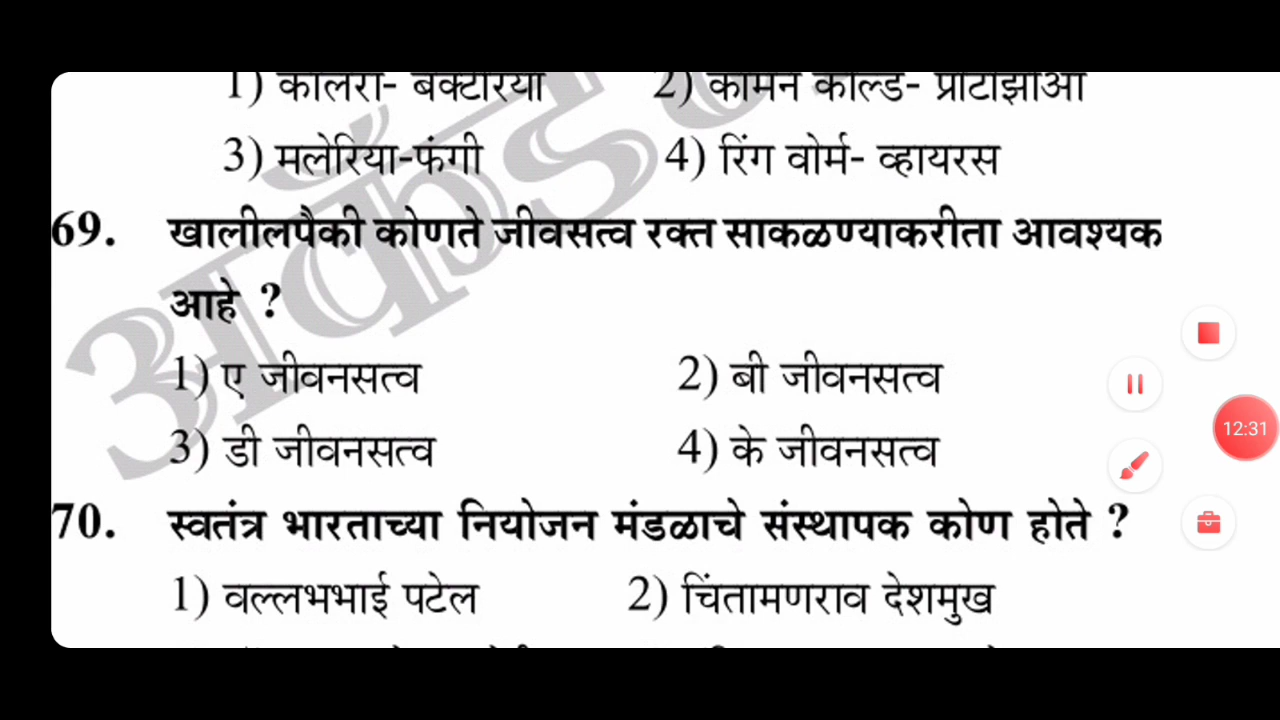 1) कॉलरा- बॅक्टेरिया 2) कॉमन कोल्ड- प्रोटोझोआ
3) मलेरिया-फंगी 4) रिंग वोर्म- व्हायरस
69. खालीलपैकी कोणते जीवसत्व रक्त साकळण्याकरीता आवश्यक
आहे ?
1) ए जीवनसत्व 2) बी जीवनसत्व
3) डी जीवनसत्व 4) के जीवनसत्व
12:31
70. स्वतंत्र भारताच्या नियोजन मंडळाचे संस्थापक कोण होते ?
1) वल्लभभाई पटेल 2) चिंतामणराव देशमुख